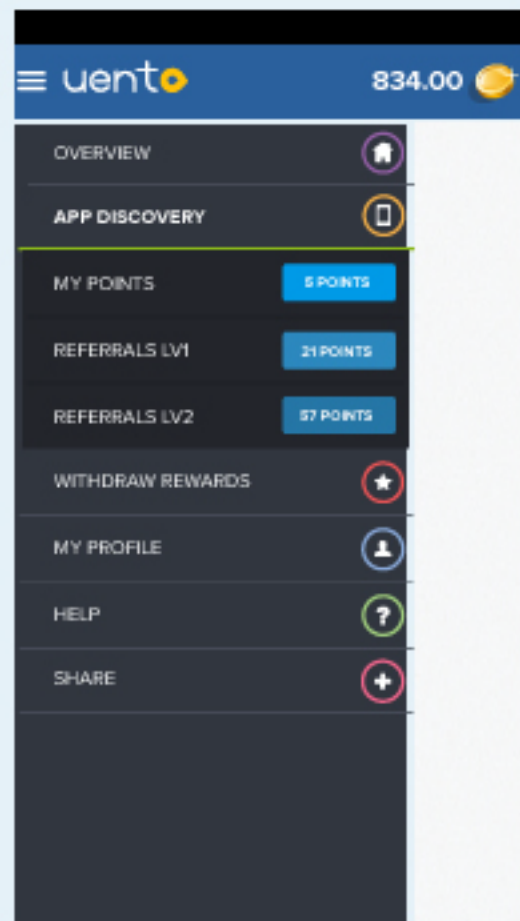 uento
834.00
OVERVIEW
APP DISCOVERY
MY POINTS 5 POINTS
REFERRALS LV1 21 POINTS
REFERRALS LV2 57 POINTS
WITHDRAW REWARDS
MY PROFILE
HELP ?
SHARE